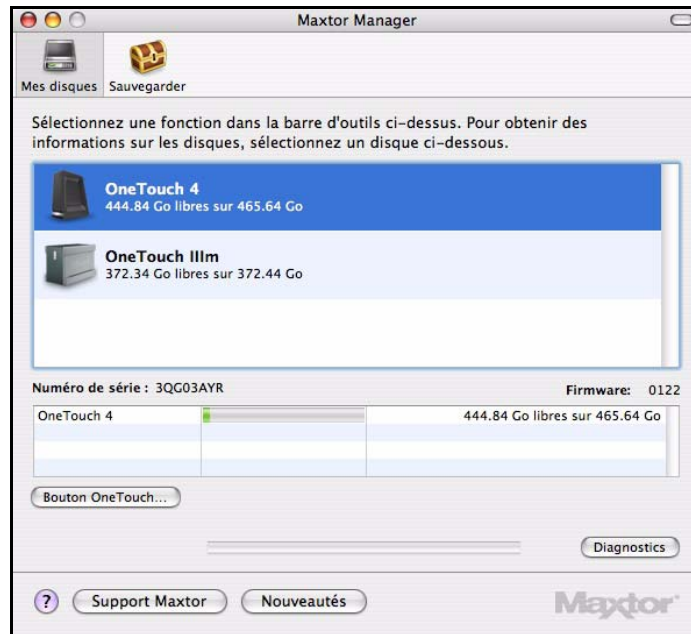 Maxtor Manager
Mes disques
Sauvegarder
Sélectionnez une fonction dans la barre d'outils ci-dessus. Pour obtenir des
informations sur les disques, sélectionnez un disque ci-dessous.
OneTouch 4
444.84 Go libres sur 465.64 Go
OneTouch IIIm
372.34 Go libres sur 372.44 Go
Numéro de série : 3QG03AYR
Firmware: 0122
OneTouch 4
444.84 Go libres sur 465.64 Go
Bouton OneTouch...
Diagnostics
?
Support Maxtor
Nouveautés
Maxtor